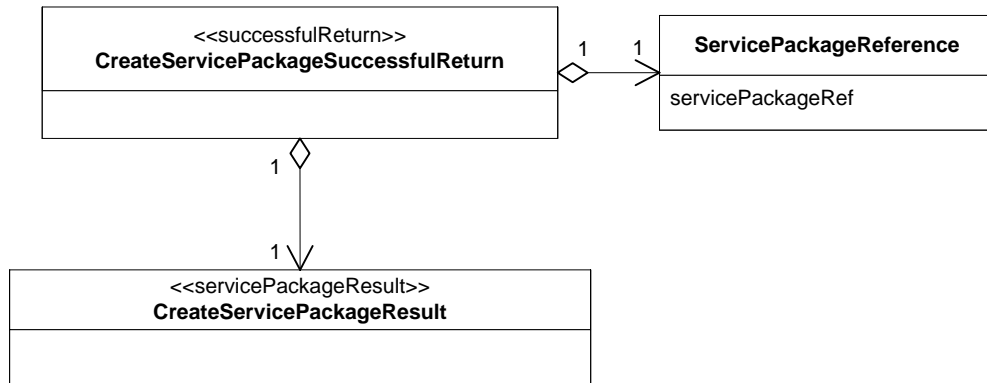 <<successfulReturn>>
CreateServicePackageSuccessfulReturn
1
1
ServicePackageReference
servicePackageRef
1
1
<<servicePackageResult>>
CreateServicePackageResult